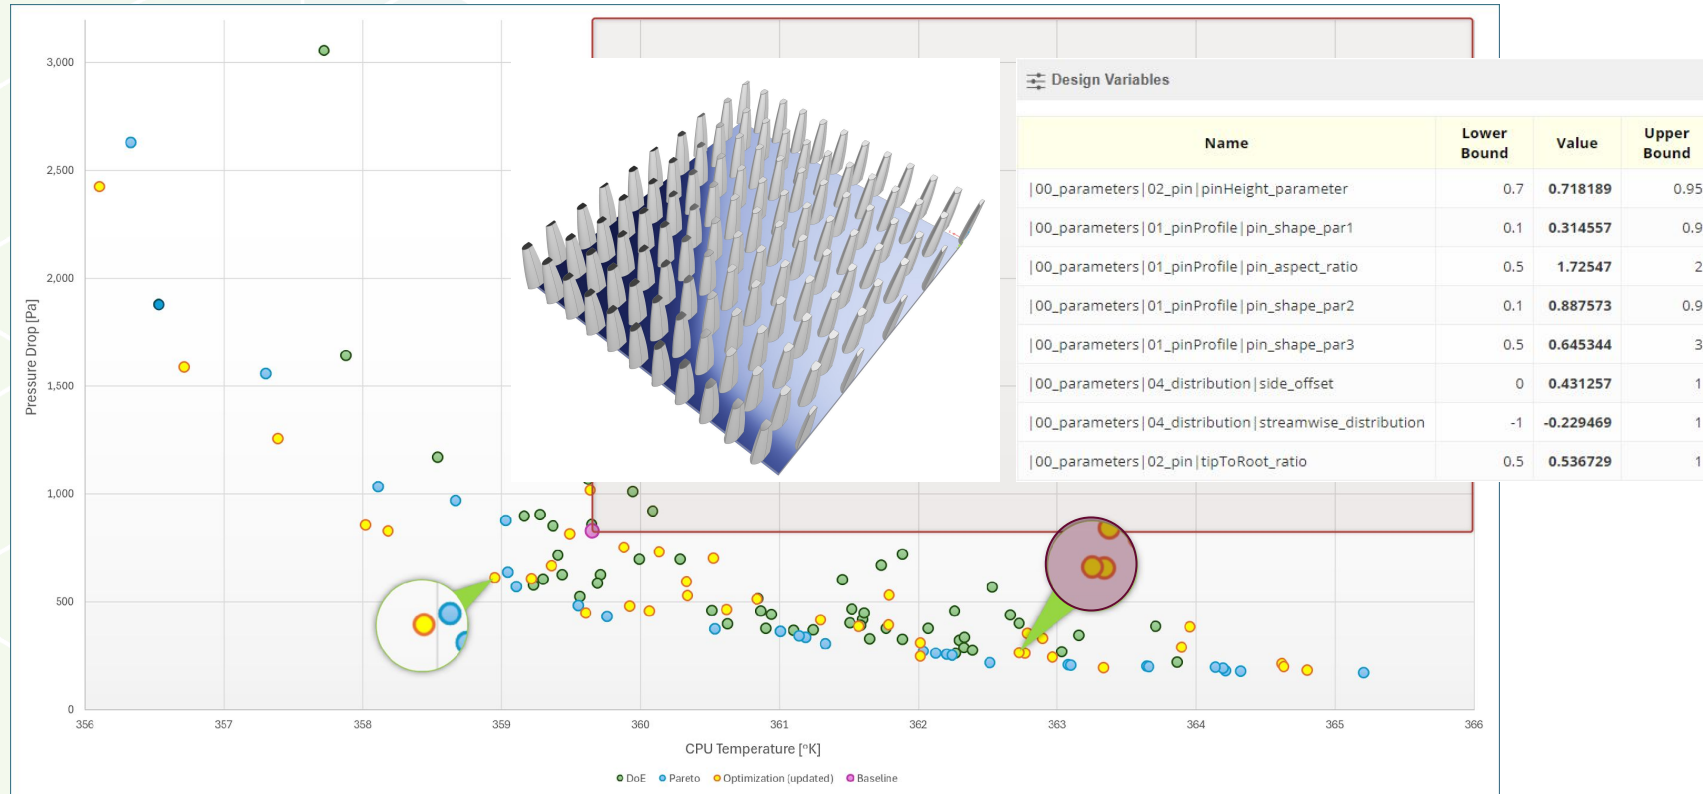 3,000
2,500
2,000
1,500
1,000
500
0
Pressure Drop [Pa]
356 357 358 359 360 361 362 363 364 365 366
CPU Temperature [°K]
DoE Pareto Optimization (updated) Baseline
Design Variables
Name Lower Bound Value Upper Bound
|00_parameters|02_pin|pinHeight_parameter 0.7 0.718189 0.95
|00_parameters|01_pinProfile|pin_shape_par1 0.1 0.314557 0.9
|00_parameters|01_pinProfile|pin_aspect_ratio 0.5 1.72547 2
|00_parameters|01_pinProfile|pin_shape_par2 0.1 0.887573 0.9
|00_parameters|01_pinProfile|pin_shape_par3 0.5 0.645344 3
|00_parameters|04_distribution|side_offset 0 0.431257 1
|00_parameters|04_distribution|streamwise_distribution -1 -0.229469 1
|00_parameters|02_pin|tipToRoot_ratio 0.5 0.536729 1